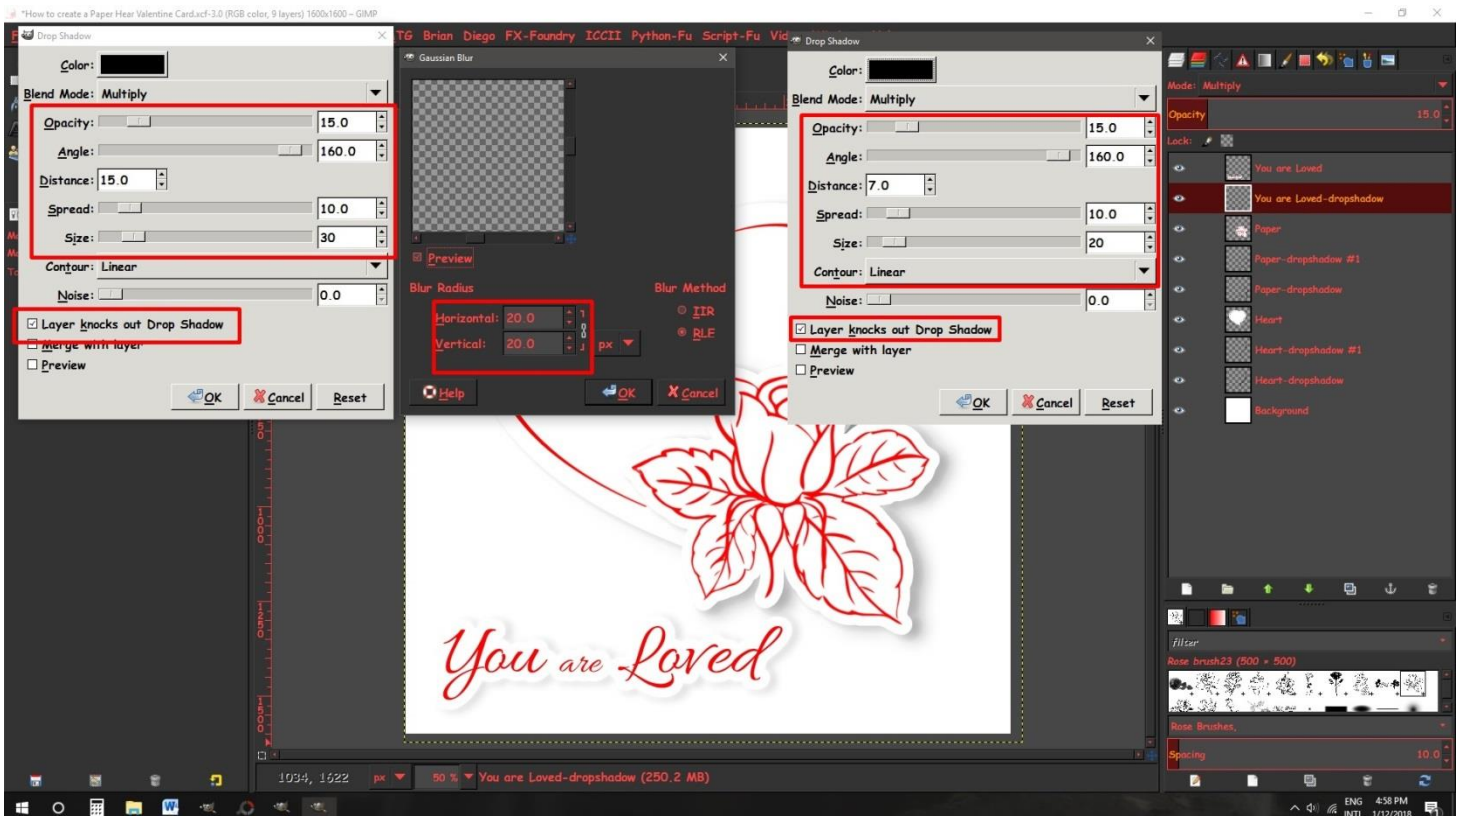 *How to create a Paper Hear Valentine Card.xcf-3.0 (RGB color, 9 layers) 1600x1600 – GIMP
TG Brian Diego FX-Foundry ICCII Python-Fu Script-Fu Vid
Drop Shadow
Color:
Blend Mode: Multiply
Opacity: 15.0
Angle: 160.0
Distance: 15.0
Spread: 10.0
Size: 30
Contour: Linear
Noise: 0.0
Layer knocks out Drop Shadow
Merge with layer
Preview
OK Cancel Reset
Gaussian Blur
Preview
Blur Radius Blur Method
Horizontal: 20.0 IIR
Vertical: 20.0 px RLE
Help OK Cancel
Drop Shadow
Color:
Blend Mode: Multiply
Opacity: 15.0
Angle: 160.0
Distance: 7.0
Spread: 10.0
Size: 20
Contour: Linear
Noise: 0.0
Layer knocks out Drop Shadow
Merge with layer
Preview
OK Cancel Reset
Mode: Multiply
Opacity 15.0
Lock:
You are Loved
You are Loved-dropshadow
Paper
Paper-dropshadow #1
Paper-dropshadow
Heart
Heart-dropshadow #1
Heart-dropshadow
Background
1000
1250
1500
You are Loved
filter
Rose brush23 (500 × 500)
Rose Brushes,
Spacing 10.0
1034, 1622 px 50 % You are Loved-dropshadow (250.2 MB)
ENG 4:58 PM
INTL 1/12/2018